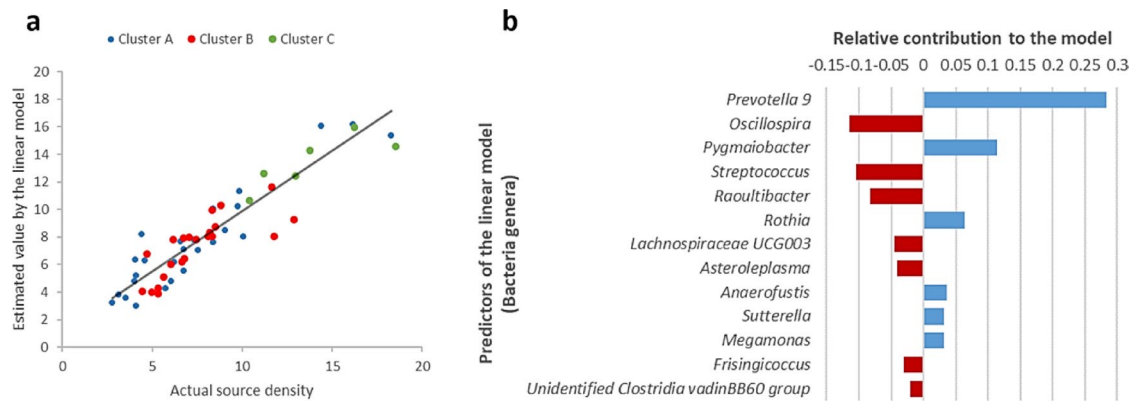 a
Cluster A Cluster B Cluster C
Estimated value by the linear model
20
18
16
14
12
10
8
6
4
2
0
0 5 10 15 20
Actual source density
b
Relative contribution to the model
-0.15 -0.1 -0.05 0 0.05 0.1 0.15 0.2 0.25 0.3
Predictors of the linear model
(Bacteria genera)
Prevotella 9
Oscillospira
Pygmaiobacter
Streptococcus
Raoultibacter
Rothia
Lachnospiraceae UCG003
Asteroleplasma
Anaerofustis
Sutterella
Megamonas
Frisingicoccus
Unidentified Clostridia vadinBB60 group